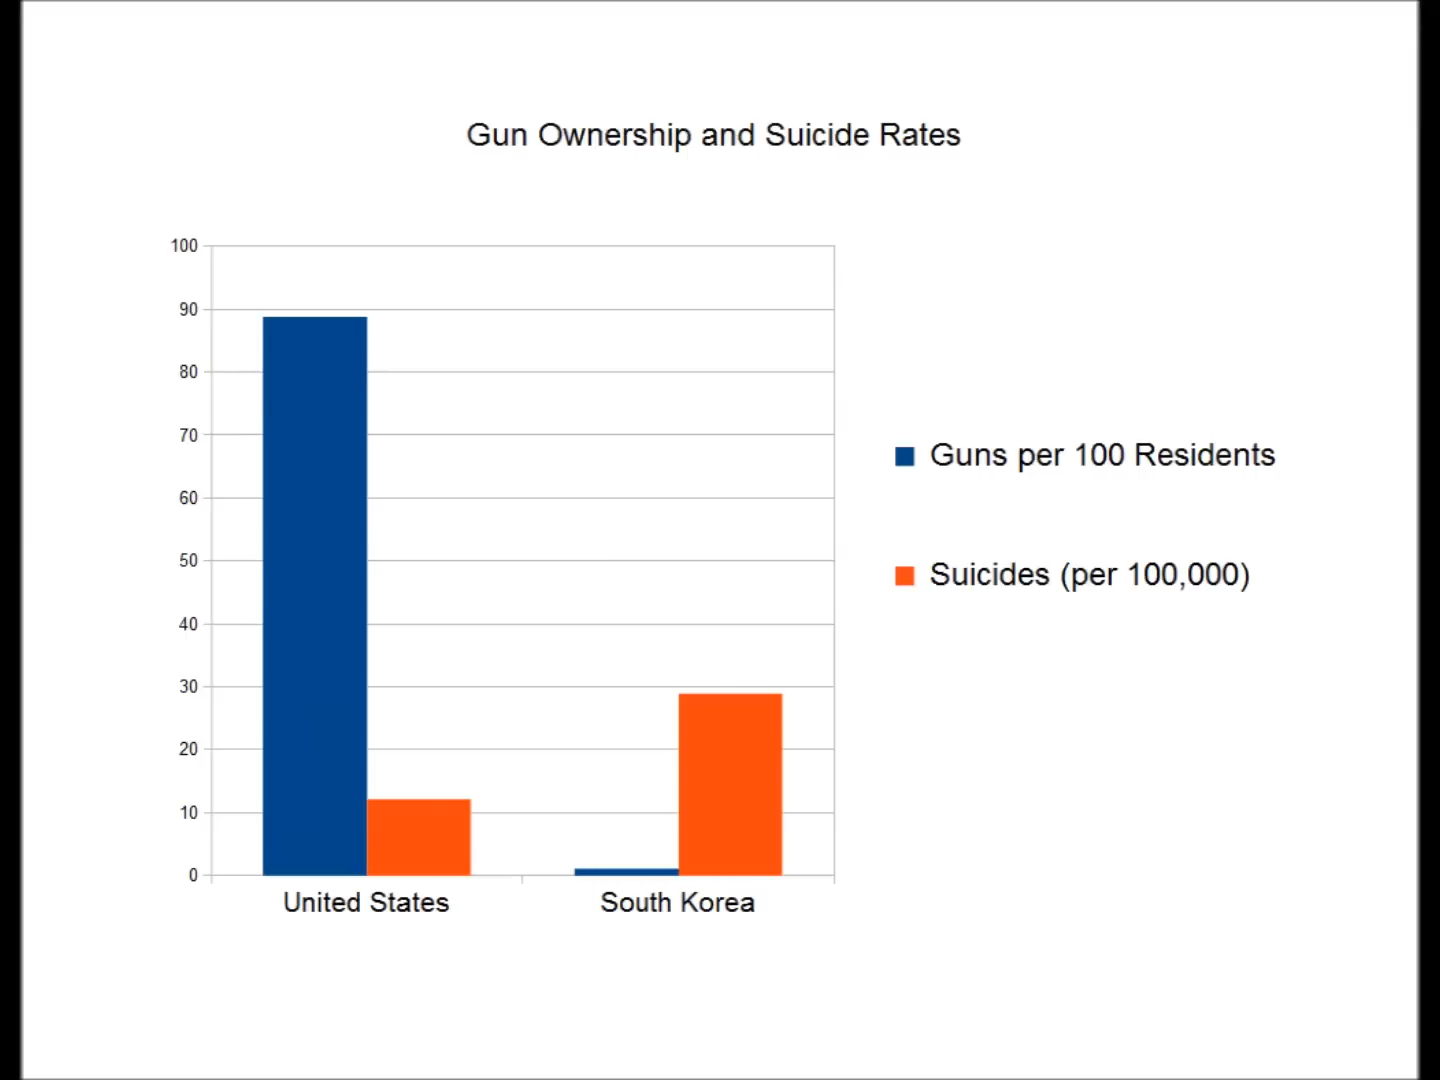 Gun Ownership and Suicide Rates
100
90
80
70
60
50
40
30
20
10
0
United States South Korea
Guns per 100 Residents
Suicides (per 100,000)